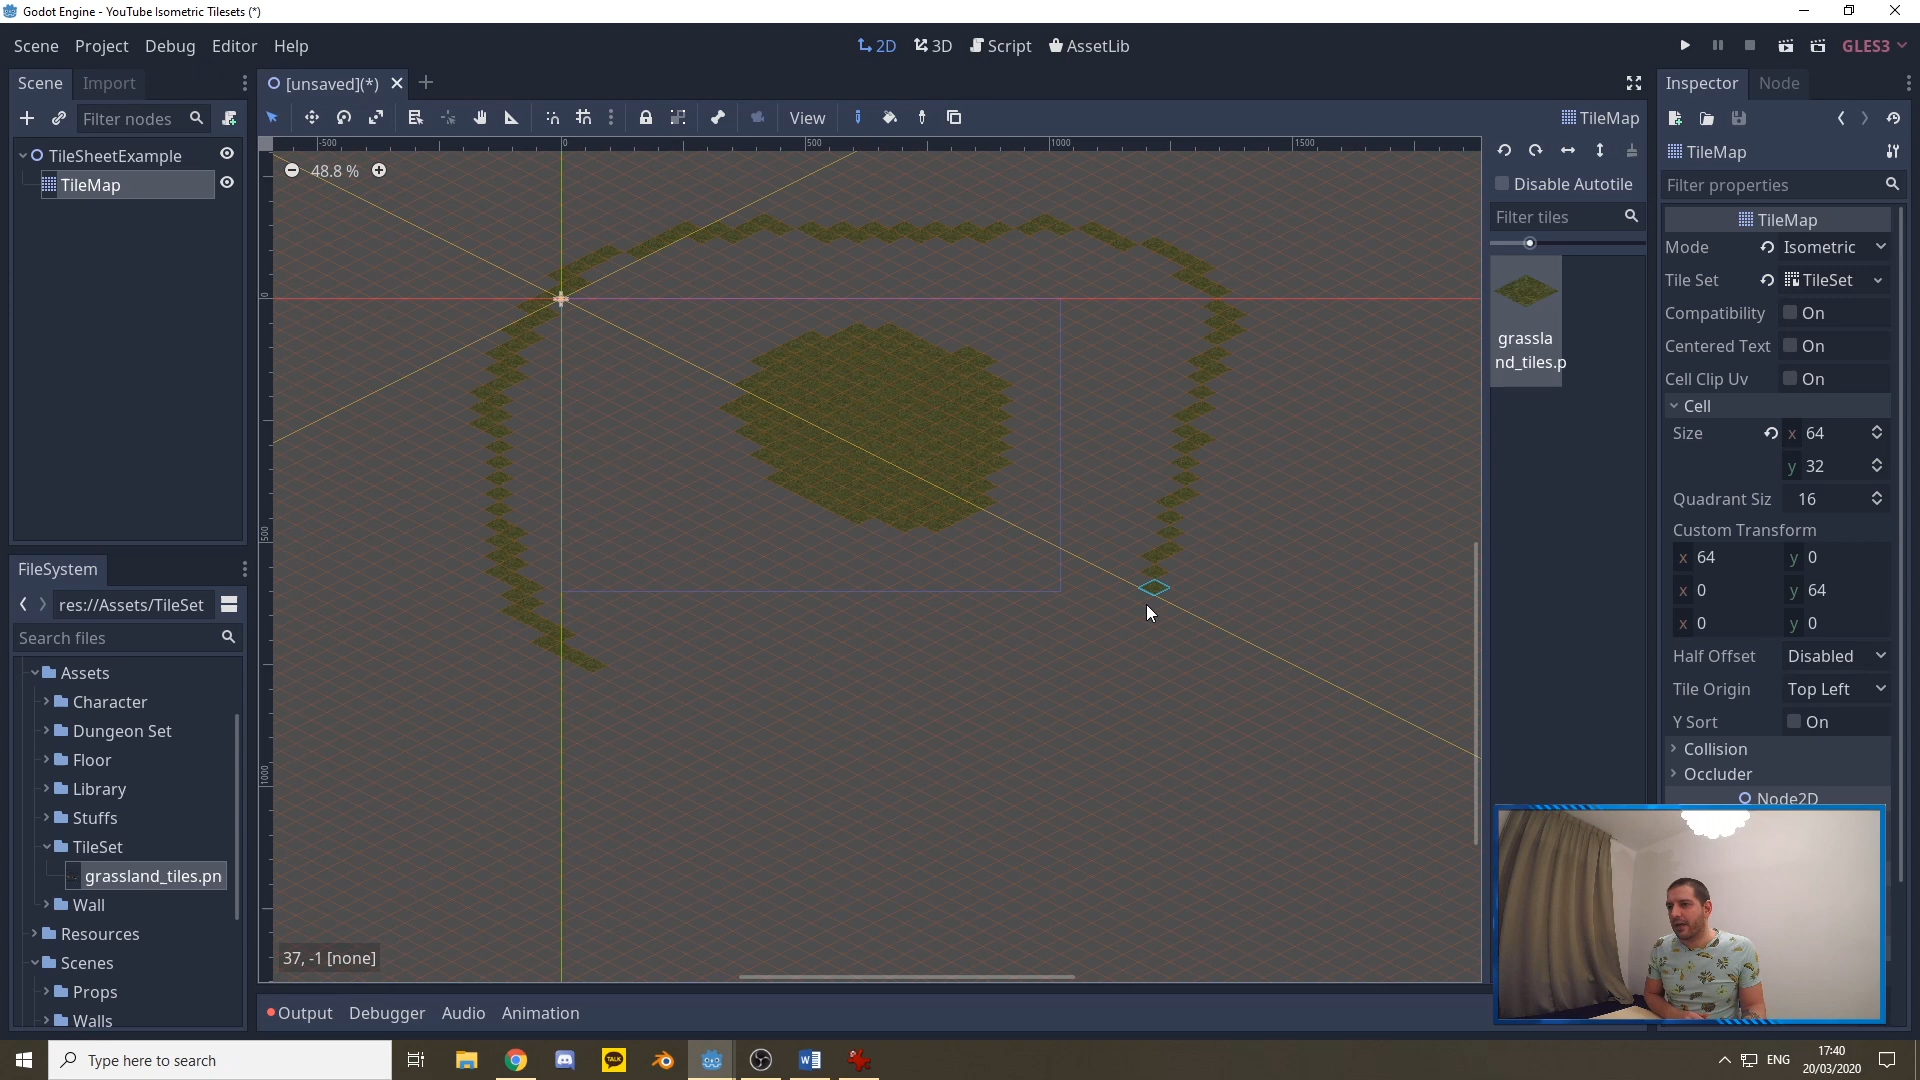 Godot Engine - YouTube Isometric Tilesets (*)
Scene Project Debug Editor Help
2D 3D Script AssetLib
GLES3
Scene Import
[unsaved](*)
Inspector Node
Filter nodes
View
TileMap
-500 0 500 1000 1500
48.8 %
TileSheetExample
TileMap
Disable Autotile
Filter tiles
grassla
nd_tiles.p
TileMap
Filter properties
TileMap
Mode Isometric
Tile Set TileSet
Compatibility On
Centered Text On
Cell Clip Uv On
Cell
Size x 64
y 32
Quadrant Siz 16
Custom Transform
x 64 y 0
x 0 y 64
x 0 y 0
Half Offset Disabled
Tile Origin Top Left
Y Sort On
Collision
Occluder
Node2D
0
500
1000
FileSystem
res://Assets/TileSet
Search files
Assets
Character
Dungeon Set
Floor
Library
Stuffs
TileSet
grassland_tiles.pn
Wall
Resources
Scenes
Props
Walls
37, -1 [none]
Output Debugger Audio Animation
Type here to search
TALK
W
ENG
17:40
20/03/2020